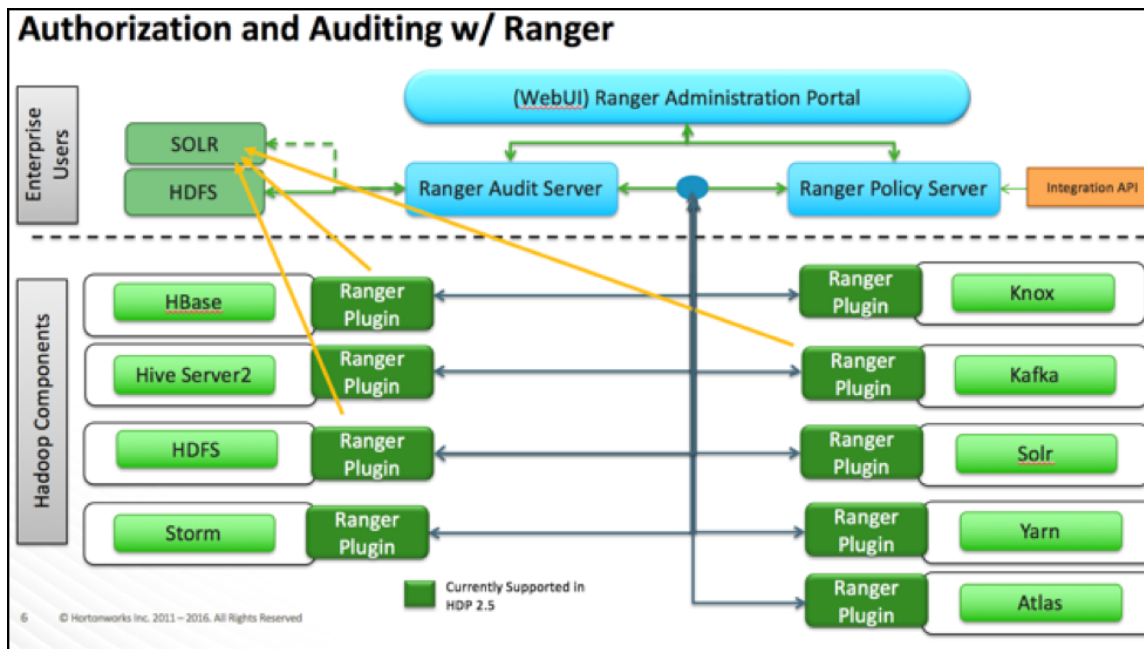 Authorization and Auditing w/ Ranger
Enterprise
Users
(WebUI) Ranger Administration Portal
SOLR
HDFS
Ranger Audit Server
Ranger Policy Server
Integration API
Hadoop Components
HBase
Ranger
Plugin
Ranger
Plugin
Knox
Hive Server2
Ranger
Plugin
Ranger
Plugin
Kafka
HDFS
Ranger
Plugin
Ranger
Plugin
Solr
Storm
Ranger
Plugin
Ranger
Plugin
Yarn
Ranger
Plugin
Atlas
Currently Supported in
HDP 2.5
6 © Hortonworks Inc. 2011 – 2016. All Rights Reserved